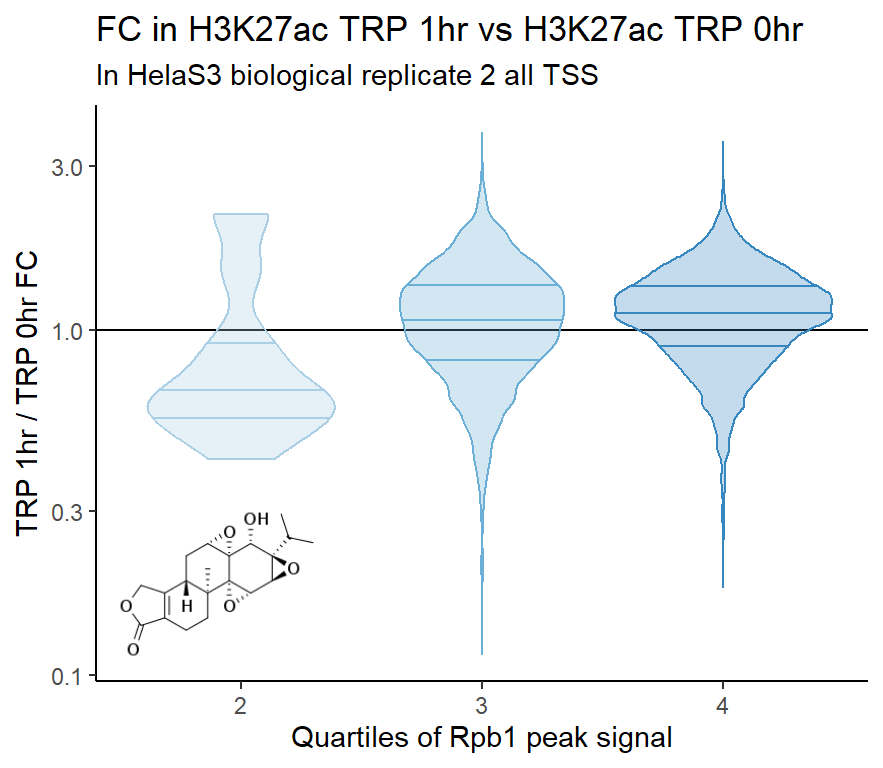 FC in H3K27ac TRP 1hr vs H3K27ac TRP 0hr
In HelaS3 biological replicate 2 all TSS
TRP 1hr / TRP 0hr FC
3.0
1.0
0.3
0.1
OH
O
O
O
O
H
O
2
3
4
Quartiles of Rpb1 peak signal